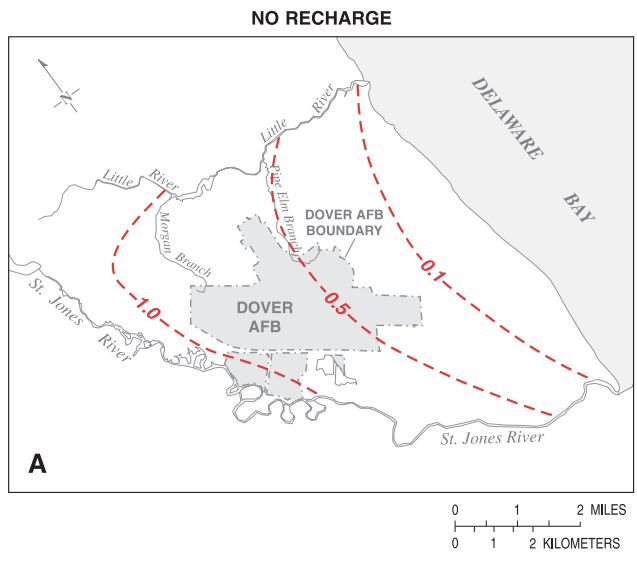 NO RECHARGE
N
DELAWARE
BAY
Little
River
Little
River
Pipe Elm Branch
Morgan
Branch
DOVER AFB
BOUNDARY
DOVER
AFB
1.0
0.5
0.1
St. Jones
River
St. Jones River
A
0 1 2 MILES
0 1 2 KILOMETERS